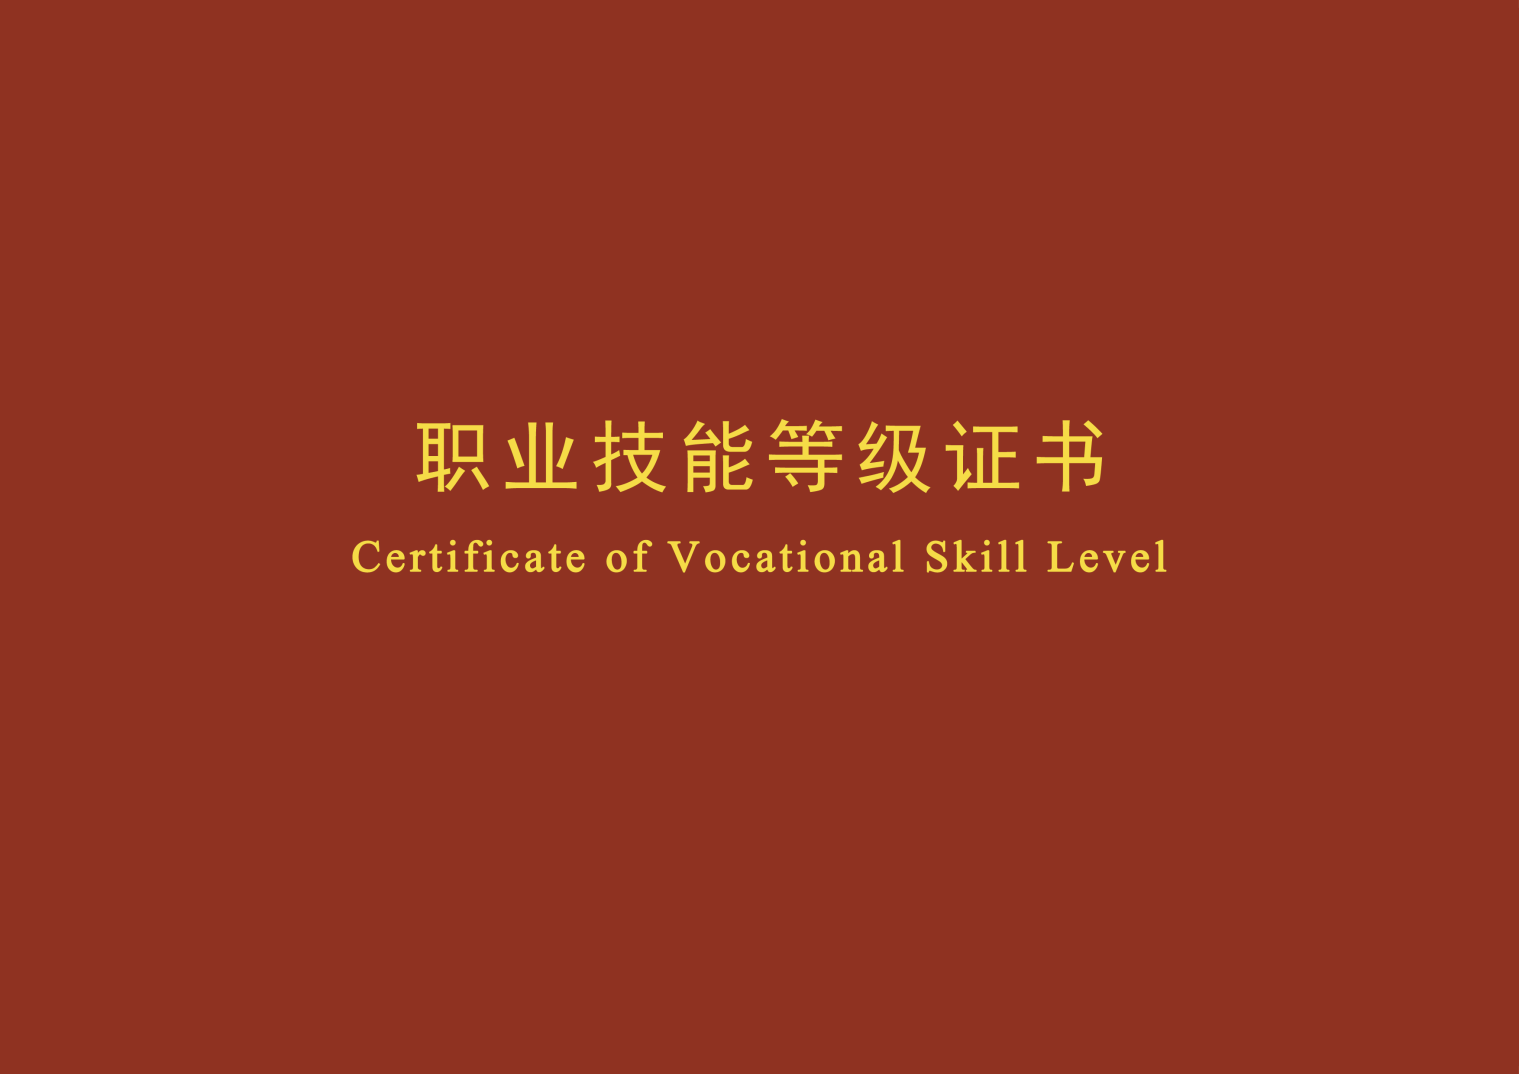 职业技能等级证书
Certificate of Vocational Skill Level